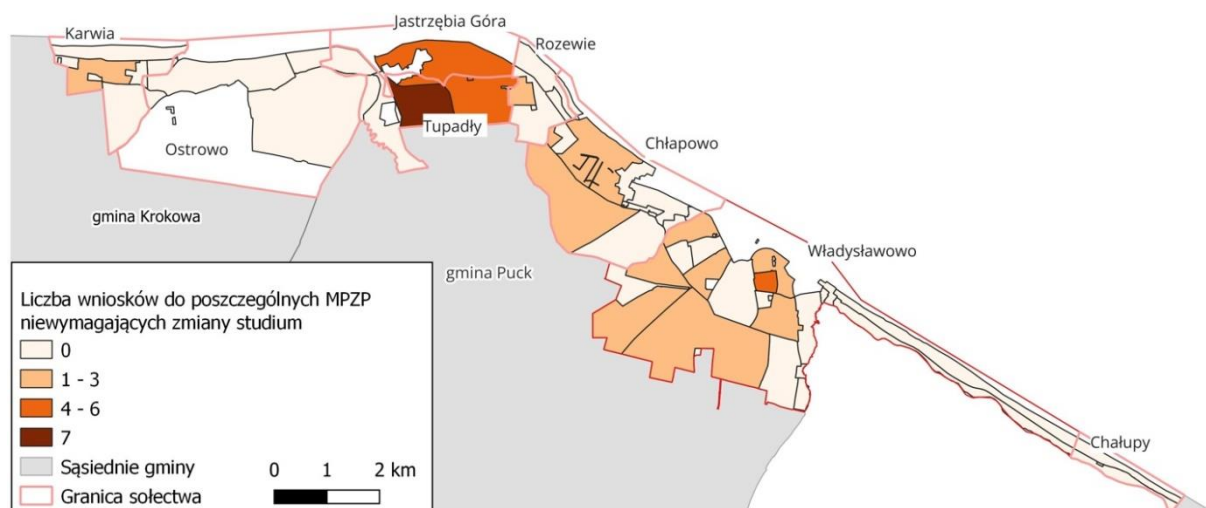 Karwia
Jastrzębia Góra
Rozewie
Tupadły
Chłapowo
Ostrowo
gmina Krokowa
gmina Puck
Władysławowo
Chałupy
Liczba wniosków do poszczególnych MPZP
niewymagających zmiany studium
0
1 - 3
4 - 6
7
Sąsiednie gminy
Granica sołectwa
0 1 2 km